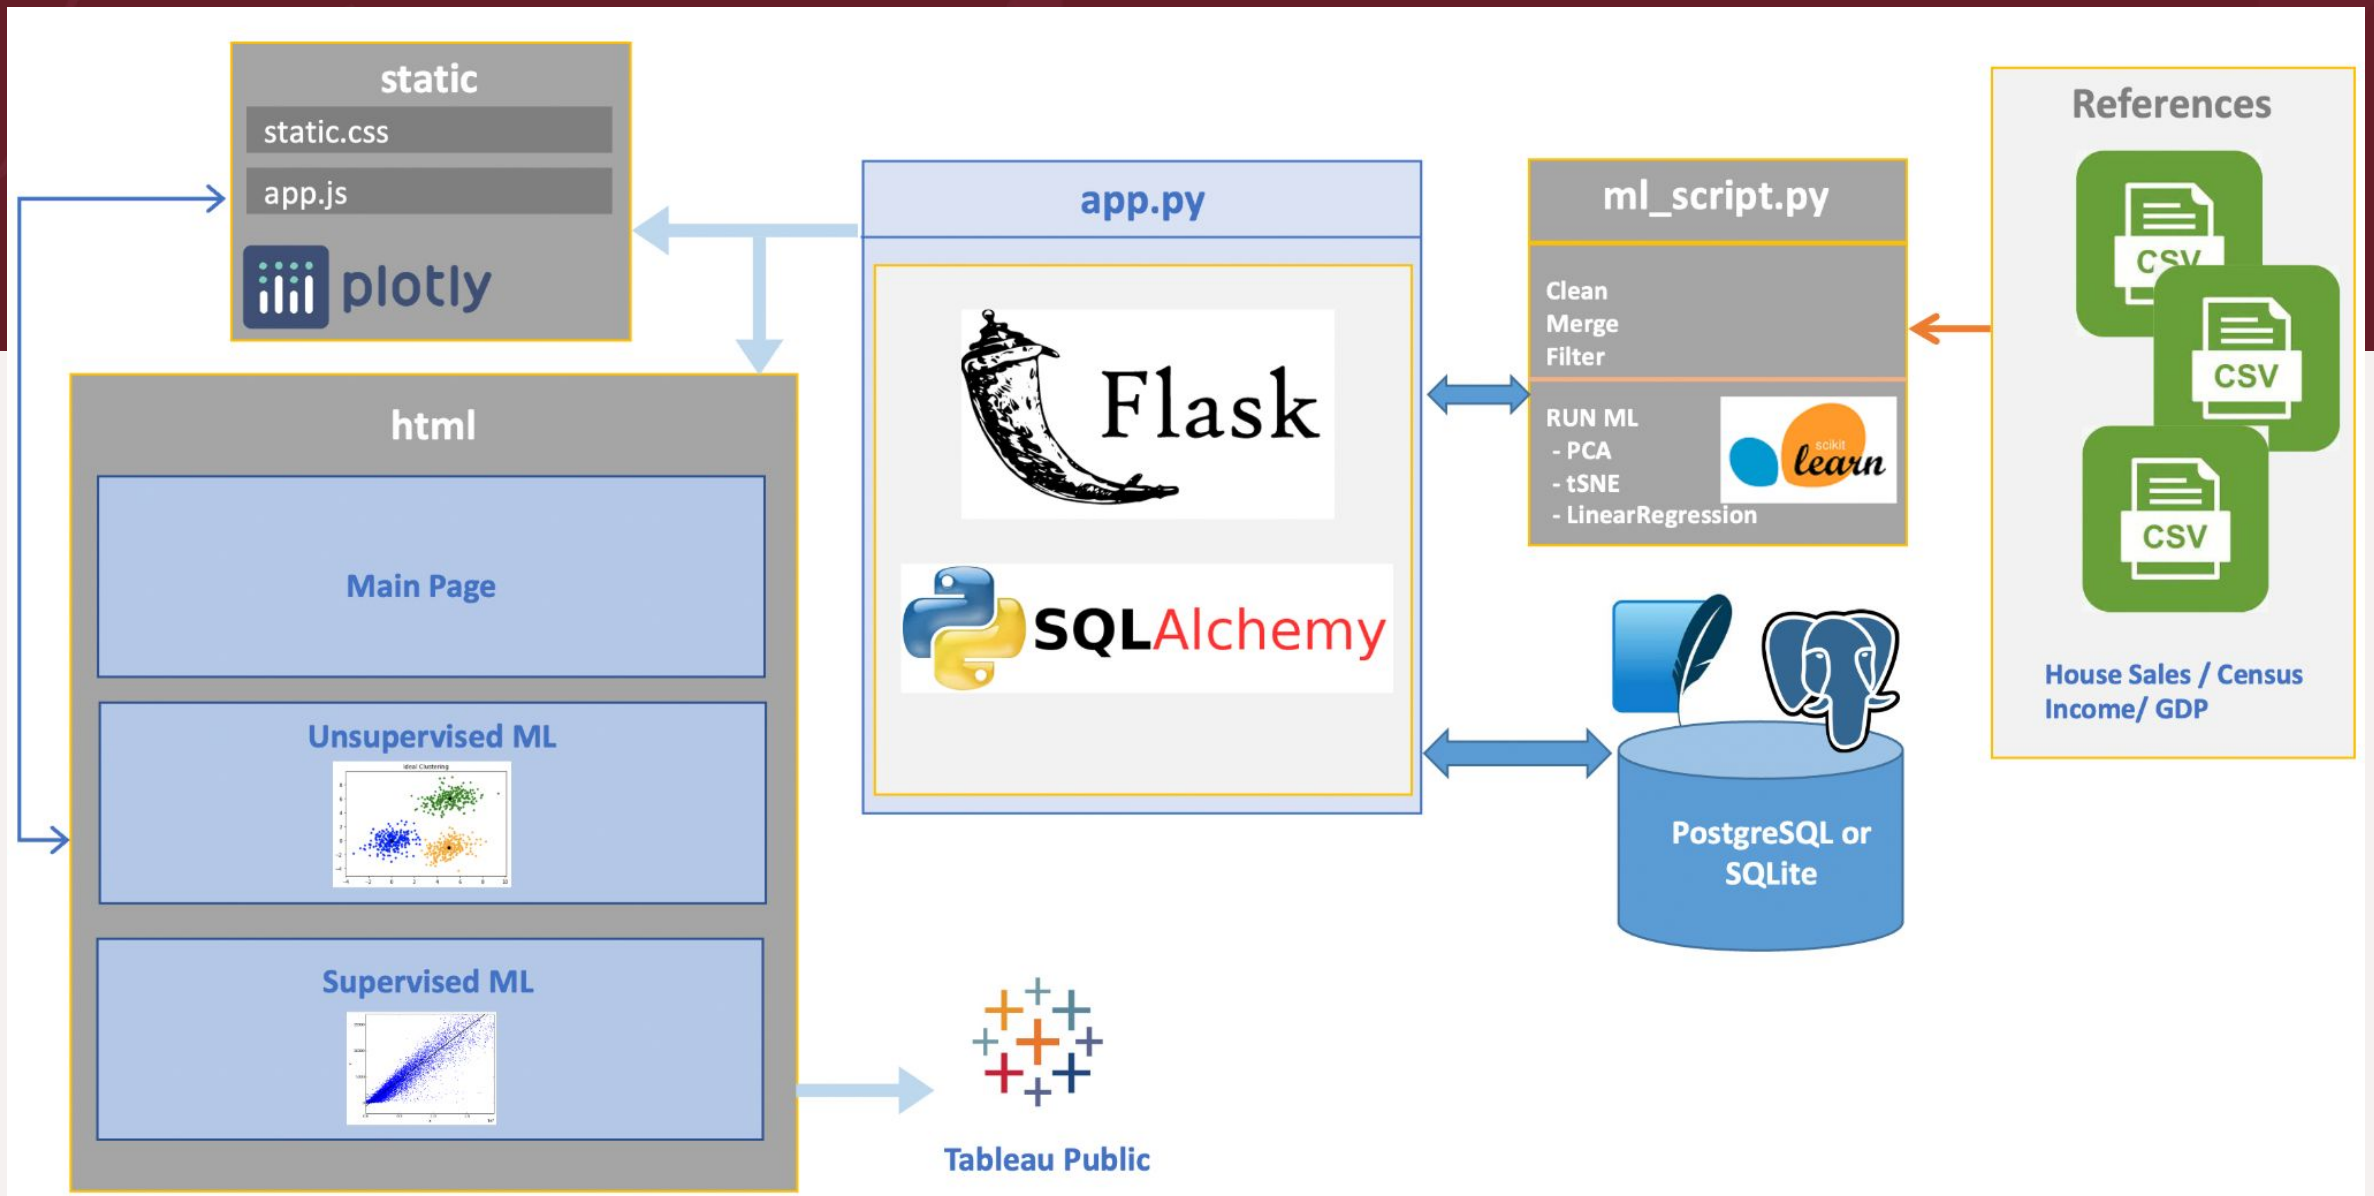 static
static.css
app.js
plotly
html
Main Page
Unsupervised ML
Ideal Clustering
Supervised ML
app.py
Flask
SQLAlchemy
Tableau Public
ml_script.py
Clean
Merge
Filter
RUN ML
- PCA
- tSNE
- LinearRegression
scikit
learn
PostgreSQL or
SQLite
References
CSV
CSV
CSV
House Sales / Census
Income/ GDP